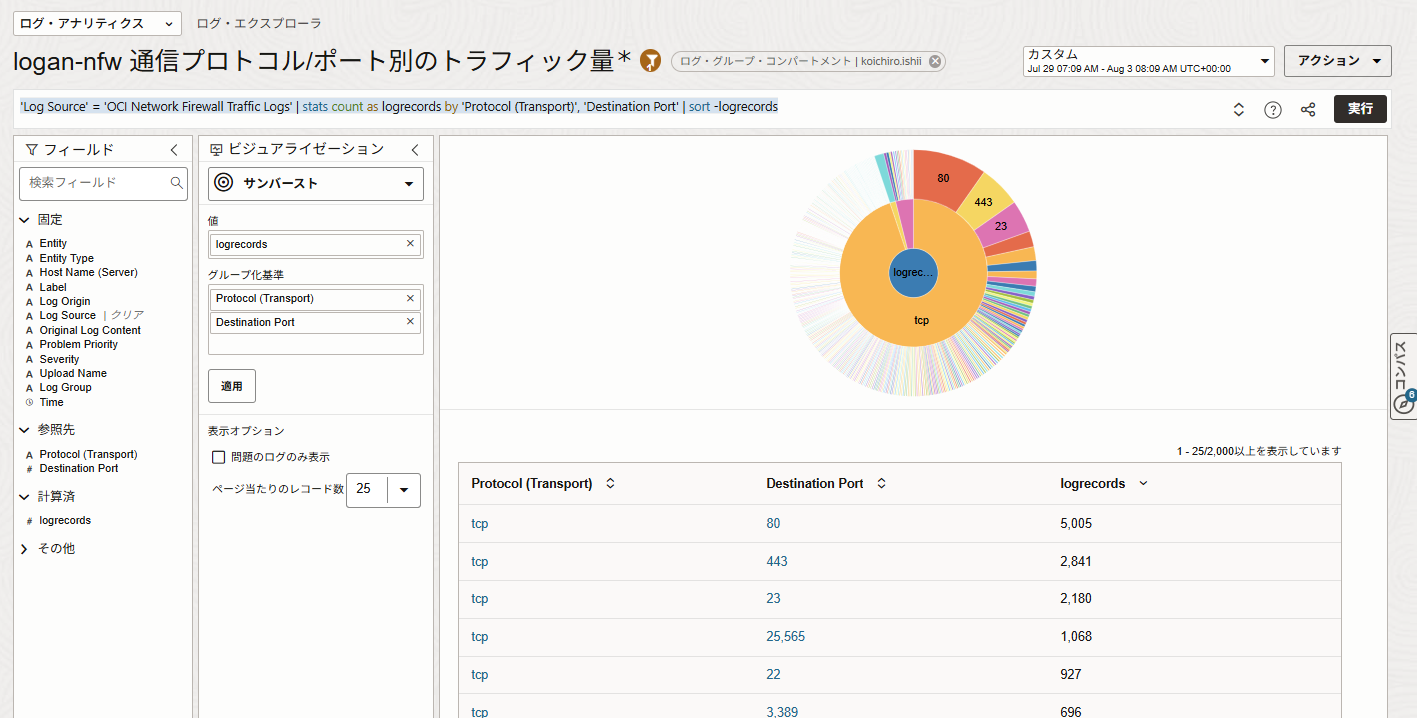 ログ・アナリティクス ログ・エクスプローラ
logan-nfw 通信プロトコル/ポート別のトラフィック量* ログ・グループ・コンパートメント | koichiro.ishii
カスタム
Jul 29 07:09 AM - Aug 3 08:09 AM UTC+00:00
アクション
'Log Source' = 'OCI Network Firewall Traffic Logs' | stats count as logrecords by 'Protocol (Transport)', 'Destination Port' | sort -logrecords
実行
フィールド
検索フィールド
固定
A Entity
A Entity Type
A Host Name (Server)
A Label
A Log Origin
A Log Source | クリア
A Original Log Content
A Problem Priority
A Severity
A Upload Name
A Log Group
Time
参照先
A Protocol (Transport)
# Destination Port
計算済
# logrecords
その他
ビジュアライゼーション
サンバースト
値
logrecords
グループ化基準
Protocol (Transport)
Destination Port
適用
表示オプション
問題のログのみ表示
ページ当たりのレコード数 25
80
443
23
logrec...
tcp
コンパス
6
1 - 25/2,000以上を表示しています
Protocol (Transport) Destination Port logrecords
tcp 80 5,005
tcp 443 2,841
tcp 23 2,180
tcp 25,565 1,068
tcp 22 927
tcp 3,389 696